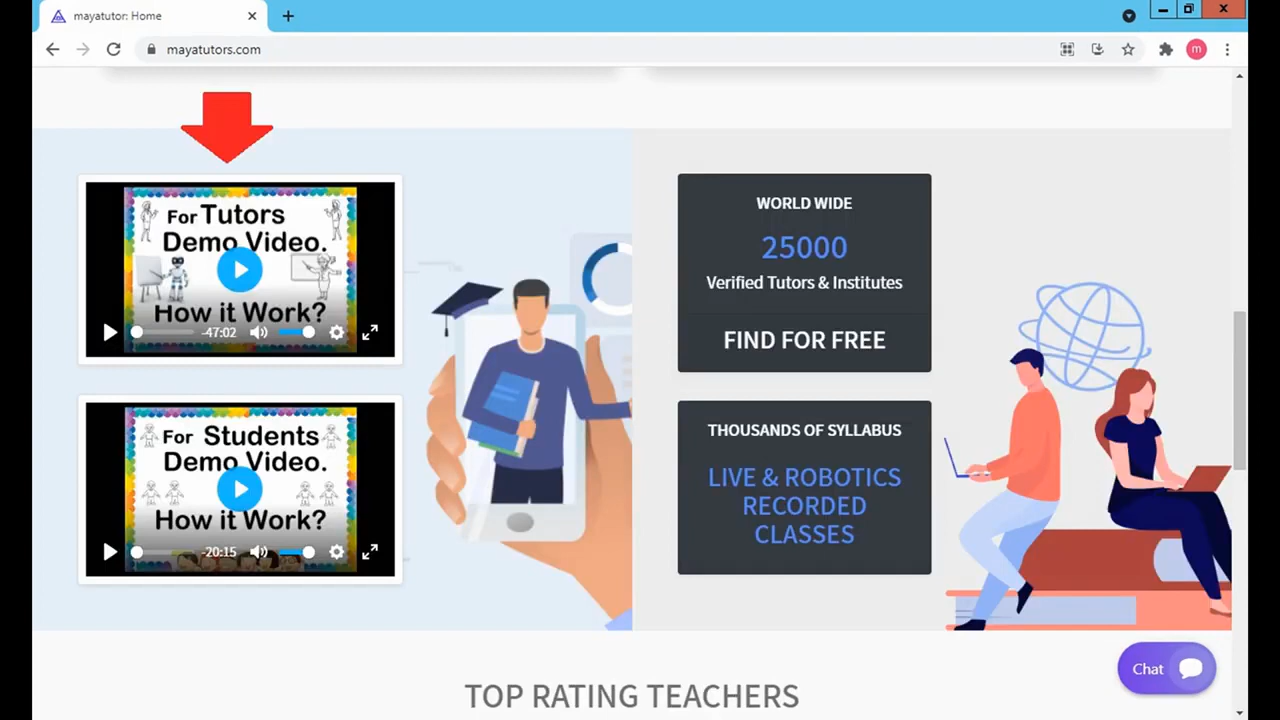 mayatutor: Home
mayatutors.com
m
For Tutors
Demo Video.
How it Work?
-47:02
For Students
Demo Video.
How it Work?
-20:15
WORLD WIDE
25000
Verified Tutors & Institutes
FIND FOR FREE
THOUSANDS OF SYLLABUS
LIVE & ROBOTICS
RECORDED
CLASSES
Chat
TOP RATING TEACHERS